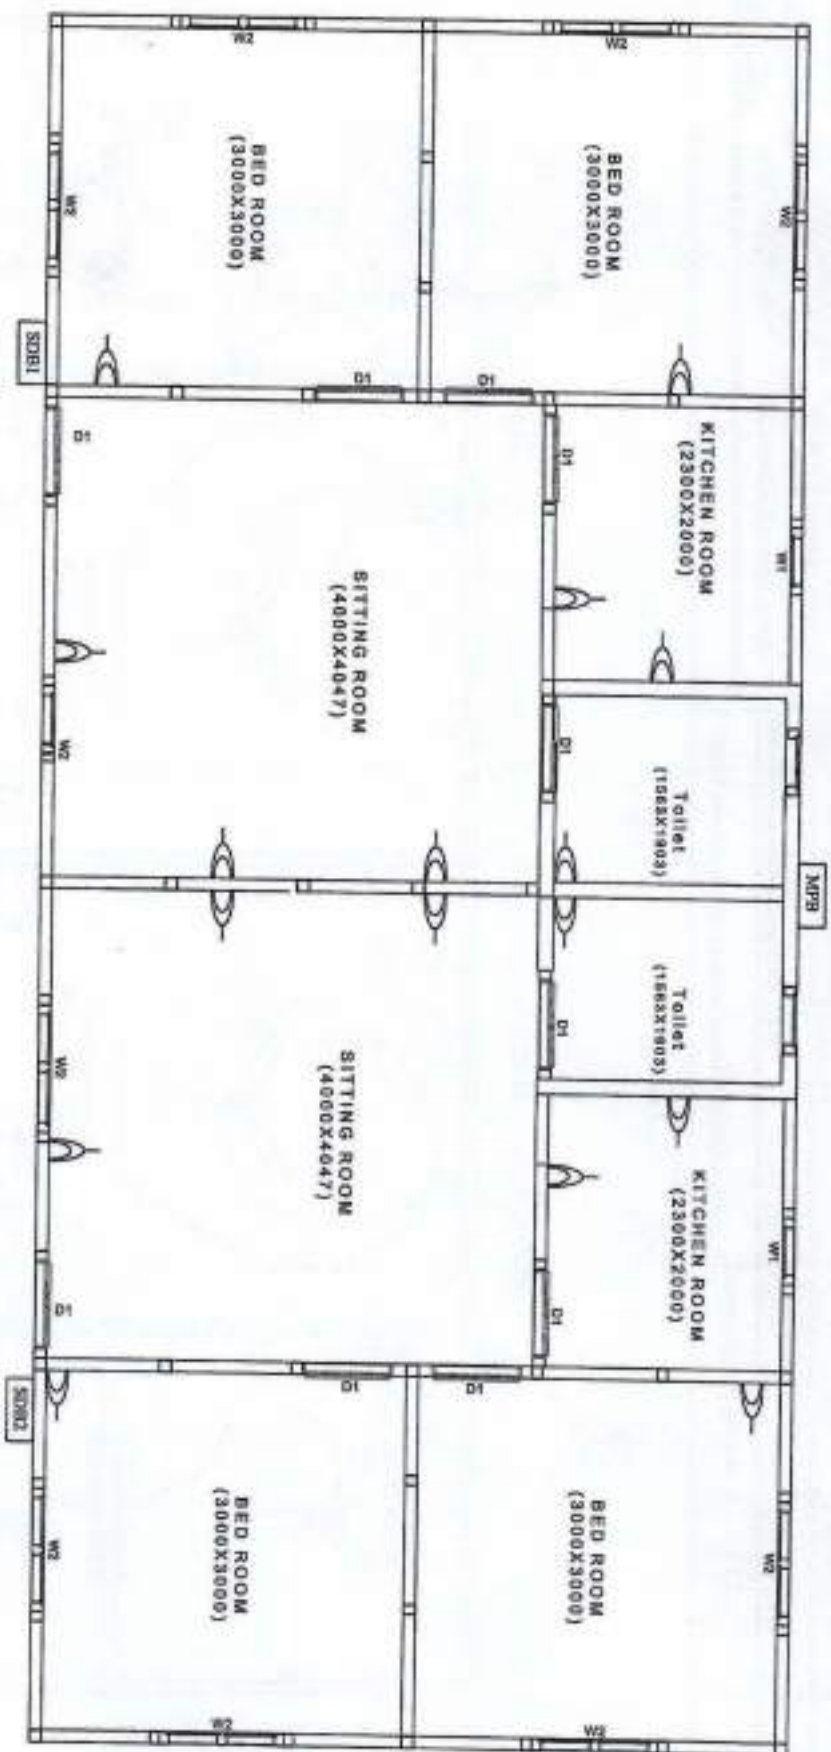 W2
W2
BED ROOM
(3000X3000)
BED ROOM
(3000X3000)
W2
W2
SDB1
D1
D1
D1
D1
KITCHEN ROOM
(2300X2000)
W1
SITTING ROOM
(4000X4047)
W2
D1
Toilet
(1563X1903)
MPB
Toilet
(1563X1903)
D1
SITTING ROOM
(4000X4047)
W2
D1
KITCHEN ROOM
(2300X2000)
W1
D1
D1
D1
SDB2
BED ROOM
(3000X3000)
BED ROOM
(3000X3000)
W2
W2
W2
W2